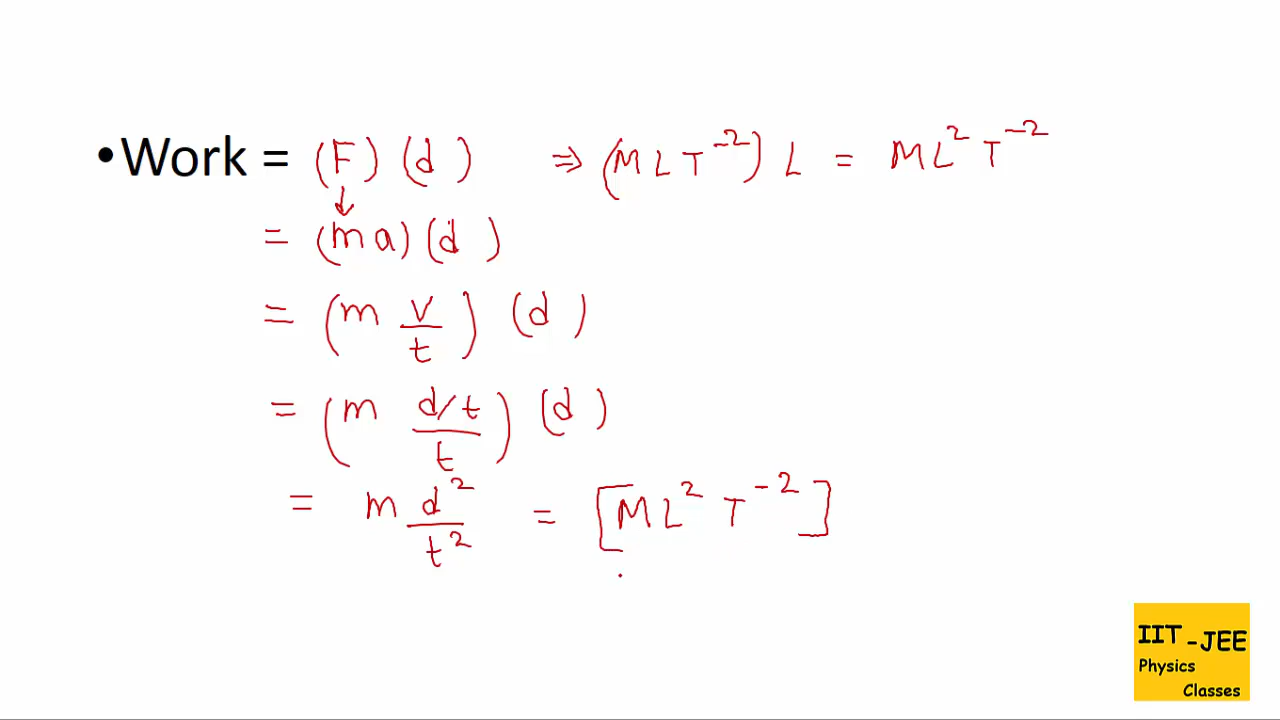 •Work = (F) (d) ⇒ (MLT⁻²) L = ML²T⁻²
↓
= (ma) (d)
= (m v/t) (d)
= (m (d/t)/t) (d)
= m d²/t² = [ML²T⁻²]
IIT-JEE
Physics
Classes